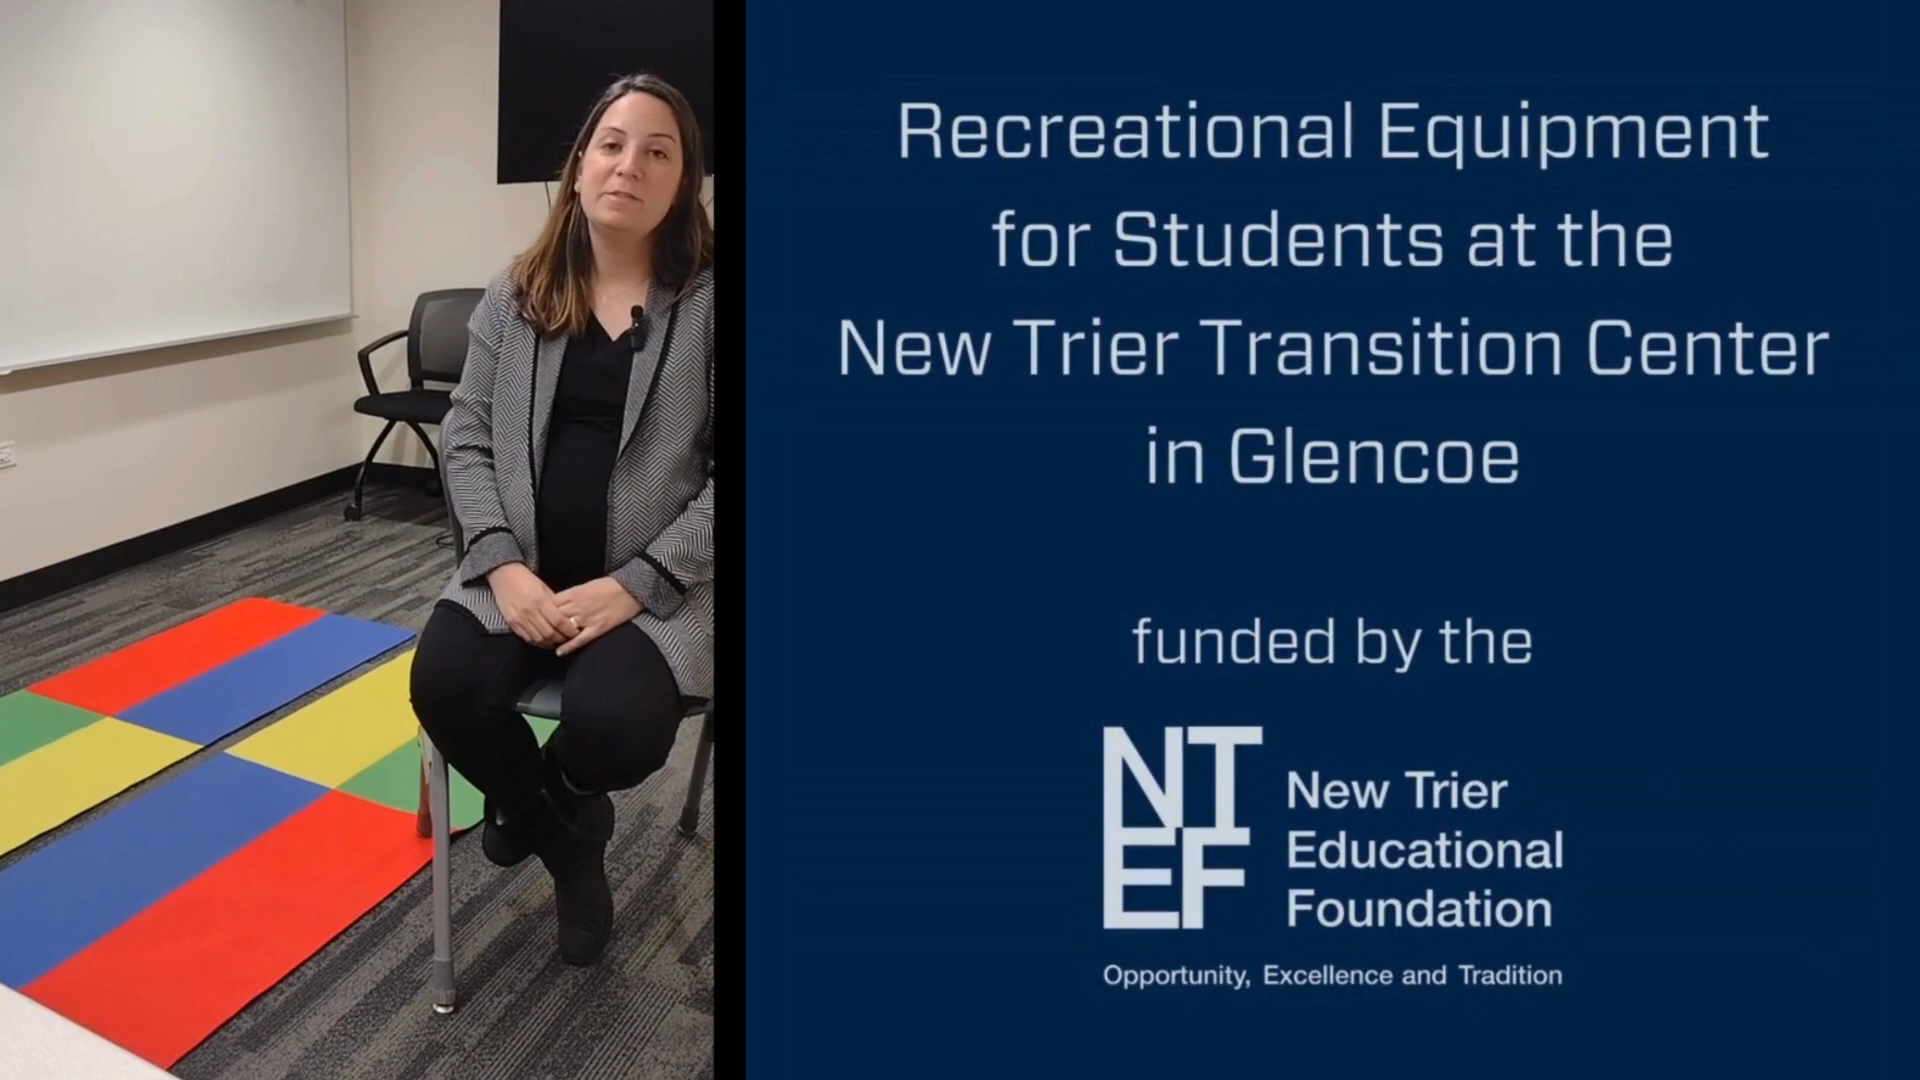 Recreational Equipment
for Students at the
New Trier Transition Center
in Glencoe
funded by the
NT
EF
New Trier
Educational
Foundation
Opportunity, Excellence and Tradition